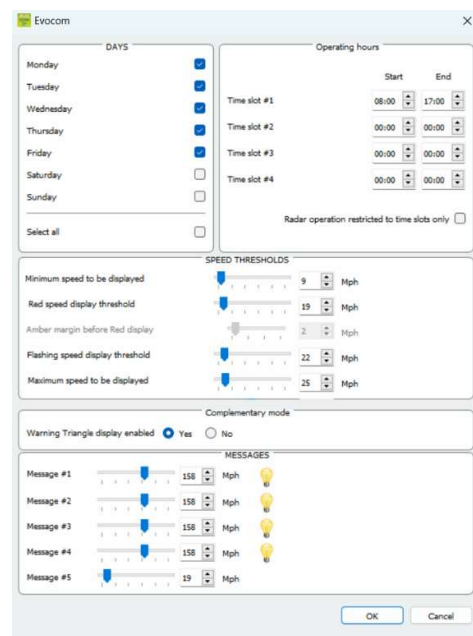 Evocom
DAYS
Monday
Tuesday
Wednesday
Thursday
Friday
Saturday
Sunday
Select all
Operating hours
Start End
Time slot #1 08:00 17:00
Time slot #2 00:00 00:00
Time slot #3 00:00 00:00
Time slot #4 00:00 00:00
Radar operation restricted to time slots only
SPEED THRESHOLDS
Minimum speed to be displayed 9 Mph
Red speed display threshold 19 Mph
Amber margin before Red display 2 Mph
Flashing speed display threshold 22 Mph
Maximum speed to be displayed 25 Mph
Complementary mode
Warning Triangle display enabled Yes No
MESSAGES
Message #1 158 Mph
Message #2 158 Mph
Message #3 158 Mph
Message #4 158 Mph
Message #5 19 Mph
OK Cancel